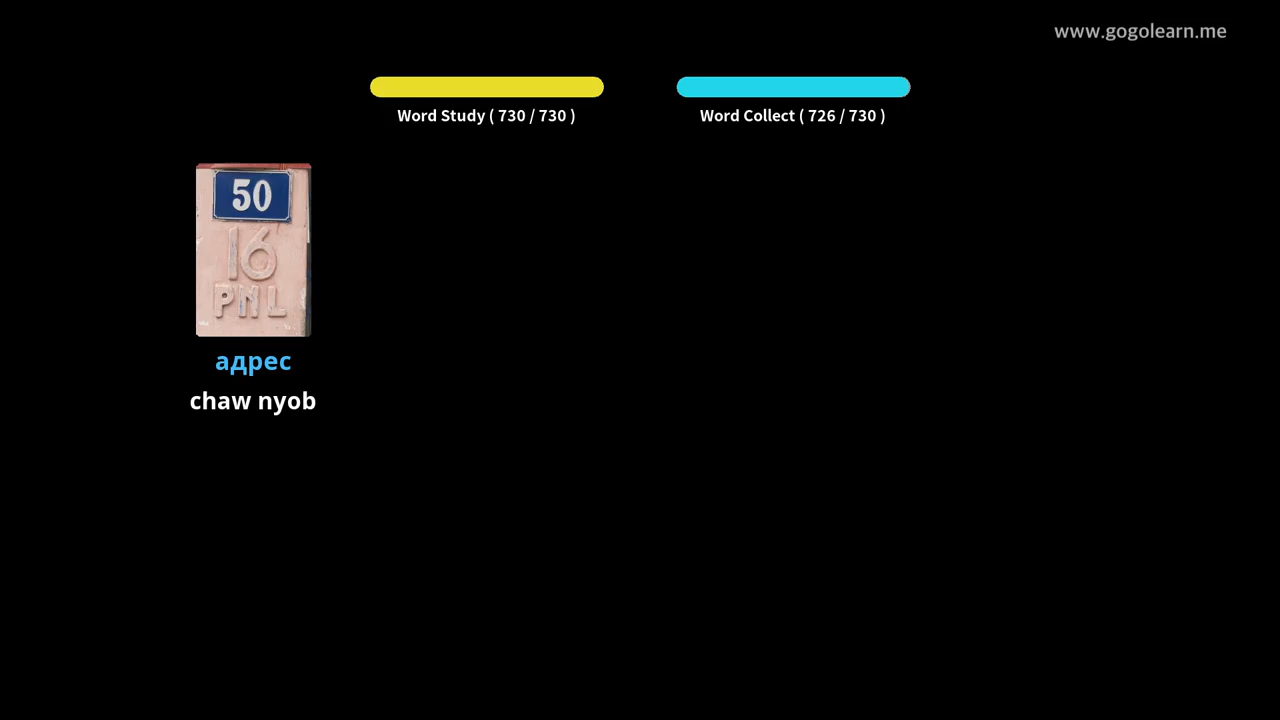 www.gogolearn.me
Word Study ( 730 / 730 )
Word Collect ( 726 / 730 )
50
16
PNL
адрес
chaw nyob